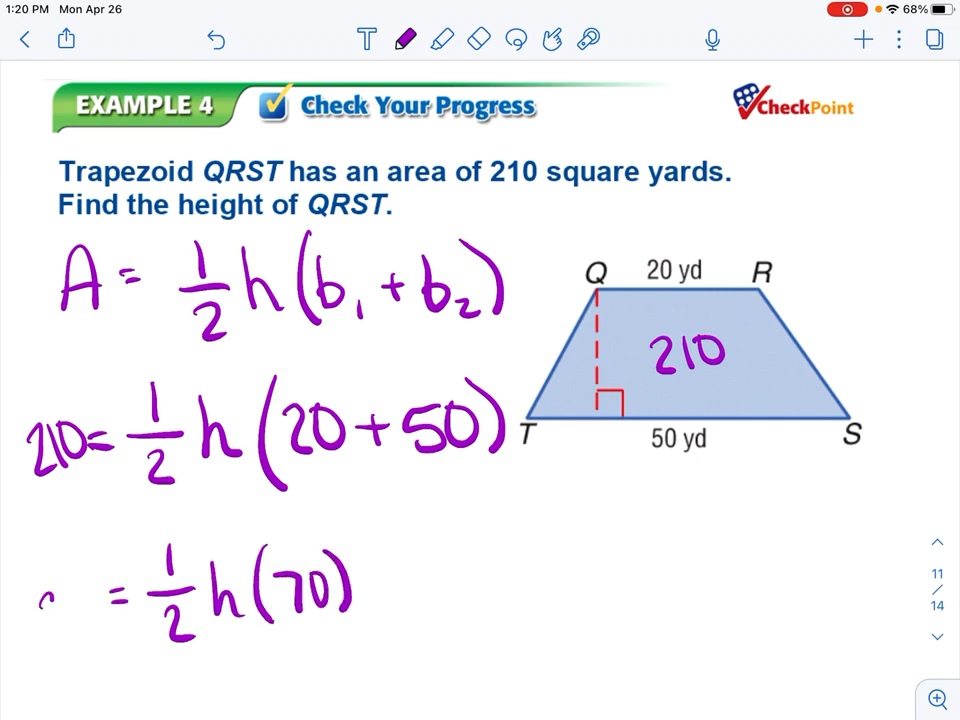 1:20 PM Mon Apr 26
68%
T
EXAMPLE 4 Check Your Progress
CheckPoint
Trapezoid QRST has an area of 210 square yards.
Find the height of QRST.
A = 1/2 h(b₁ + b₂)
Q 20 yd R
210
210 = 1/2 h(20 + 50)
T 50 yd S
= 1/2 h(70)
11
/
14